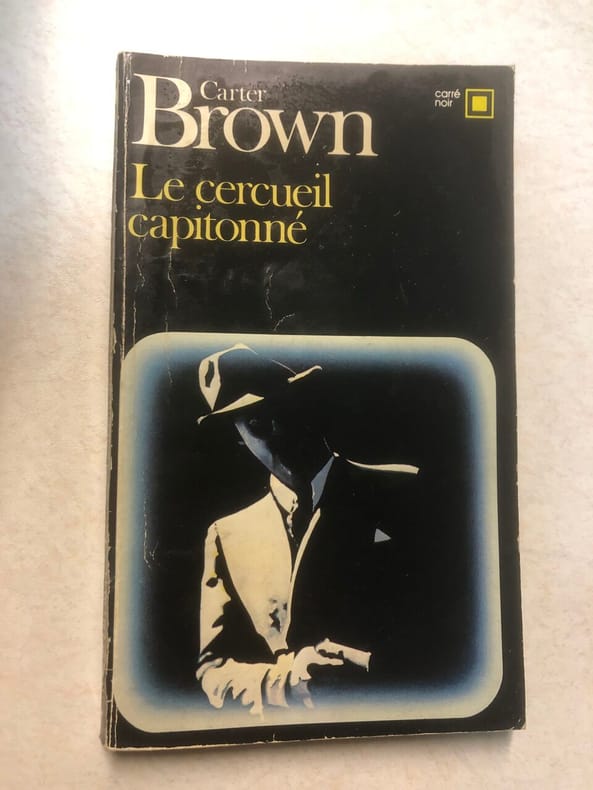 Carter
Brown
Le cercueil
capitonné
carré
noir